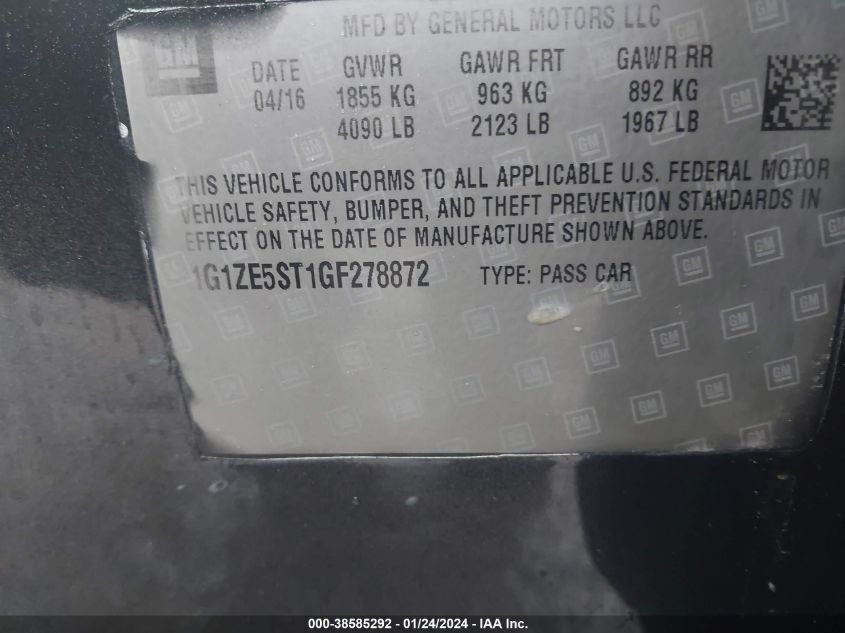 GM
MFD BY GENERAL MOTORS LLC
DATE GVWR GAWR FRT GAWR RR
04/16 1855 KG 963 KG 892 KG
4090 LB 2123 LB 1967 LB
THIS VEHICLE CONFORMS TO ALL APPLICABLE U.S. FEDERAL MOTOR
VEHICLE SAFETY, BUMPER, AND THEFT PREVENTION STANDARDS IN
EFFECT ON THE DATE OF MANUFACTURE SHOWN ABOVE.
1G1ZE5ST1GF278872 TYPE: PASS CAR
000-38585292 - 01/24/2024 - IAA Inc.